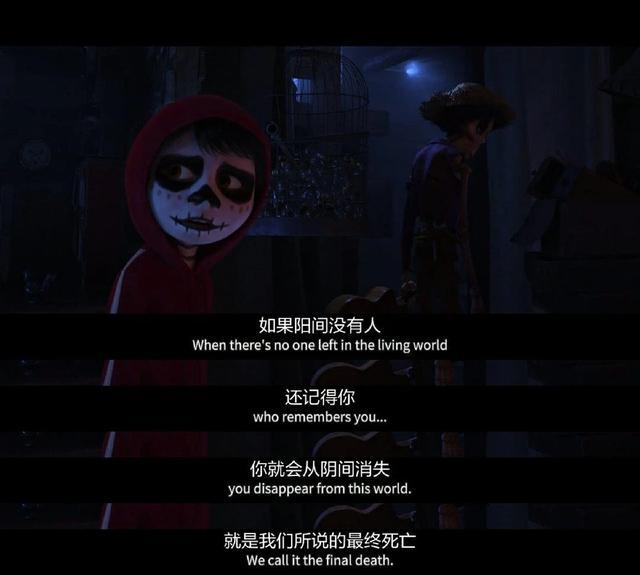 如果阳间没有人
When there's no one left in the living world
还记得你
who remembers you...
你就会从阴间消失
you disappear from this world.
就是我们所说的最终死亡
We call it the final death.